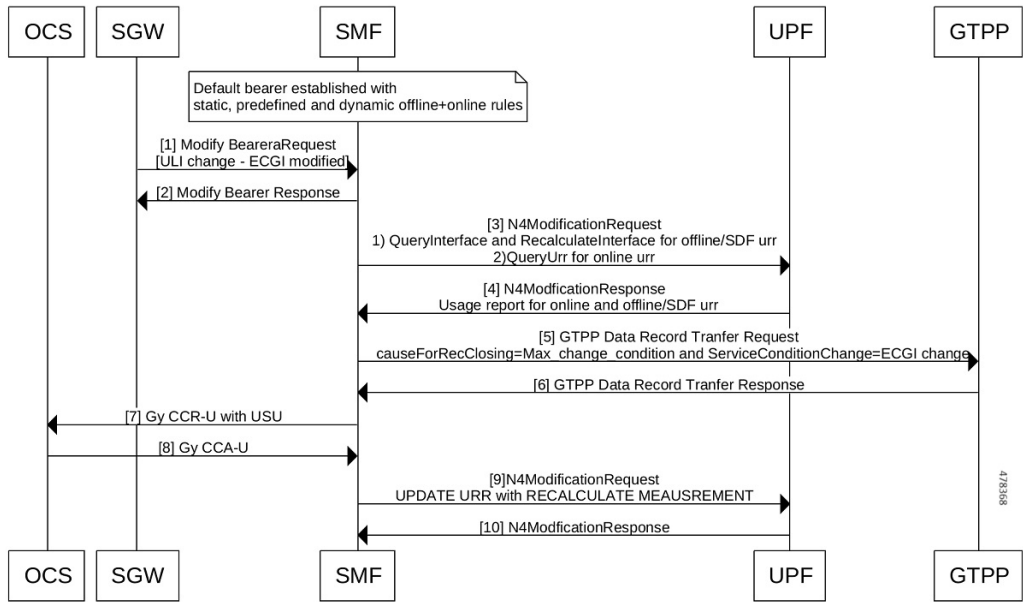 OCS SGW SMF UPF GTPP
Default bearer established with
static, predefined and dynamic offline+online rules
[1] Modify BeareraRequest
[ULI change - ECGI modified]
[2] Modify Bearer Response
[3] N4ModificationRequest
1) QueryInterface and RecalculateInterface for offline/SDF urr
2)QueryUrr for online urr
[4] N4ModficationResponse
Usage report for online and offline/SDF urr
[5] GTPP Data Record Tranfer Request
causeForRecClosing=Max_change_condition and ServiceConditionChange=ECGI change
[6] GTPP Data Record Tranfer Response
[7] Gy CCR-U with USU
[8] Gy CCA-U
[9]N4ModificationRequest
UPDATE URR with RECALCULATE MEAUSREMENT
[10] N4ModficationResponse
478368
OCS SGW SMF UPF GTPP